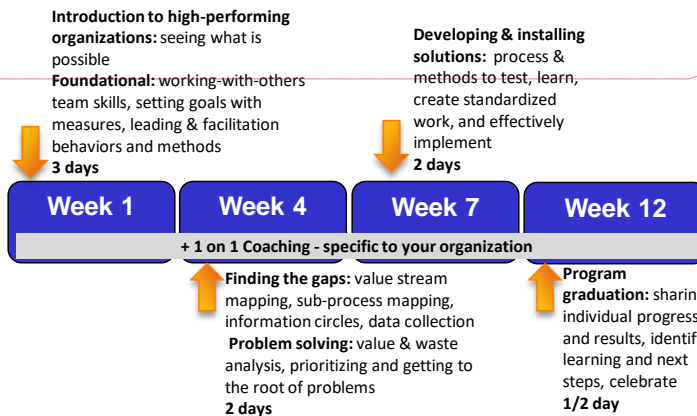 Introduction to high-performing
organizations: seeing what is
possible
Foundational: working-with-others
team skills, setting goals with
measures, leading & facilitation
behaviors and methods
3 days
Developing & installing
solutions: process &
methods to test, learn,
create standardized
work, and effectively
implement
2 days
Week 1
Week 4
Week 7
Week 12
+ 1 on 1 Coaching - specific to your organization
Finding the gaps: value stream
mapping, sub-process mapping,
information circles, data collection
Problem solving: value & waste
analysis, prioritizing and getting to
the root of problems
2 days
Program
graduation:
individual progress
and results,
learning and next
steps, celebrate
1/2 day